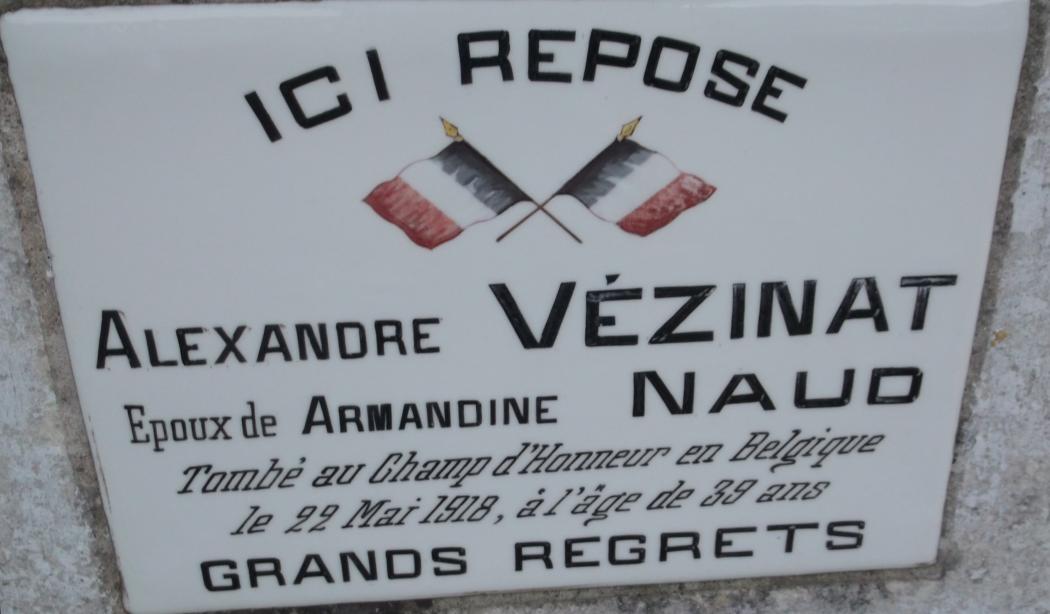 ICI REPOSE
ALEXANDRE VÉZINAT
Epoux de ARMANDINE NAUD
Tombé au Champ d'Honneur en Belgique
le 22 Mai 1918, à l'âge de 39 ans
GRANDS REGRETS